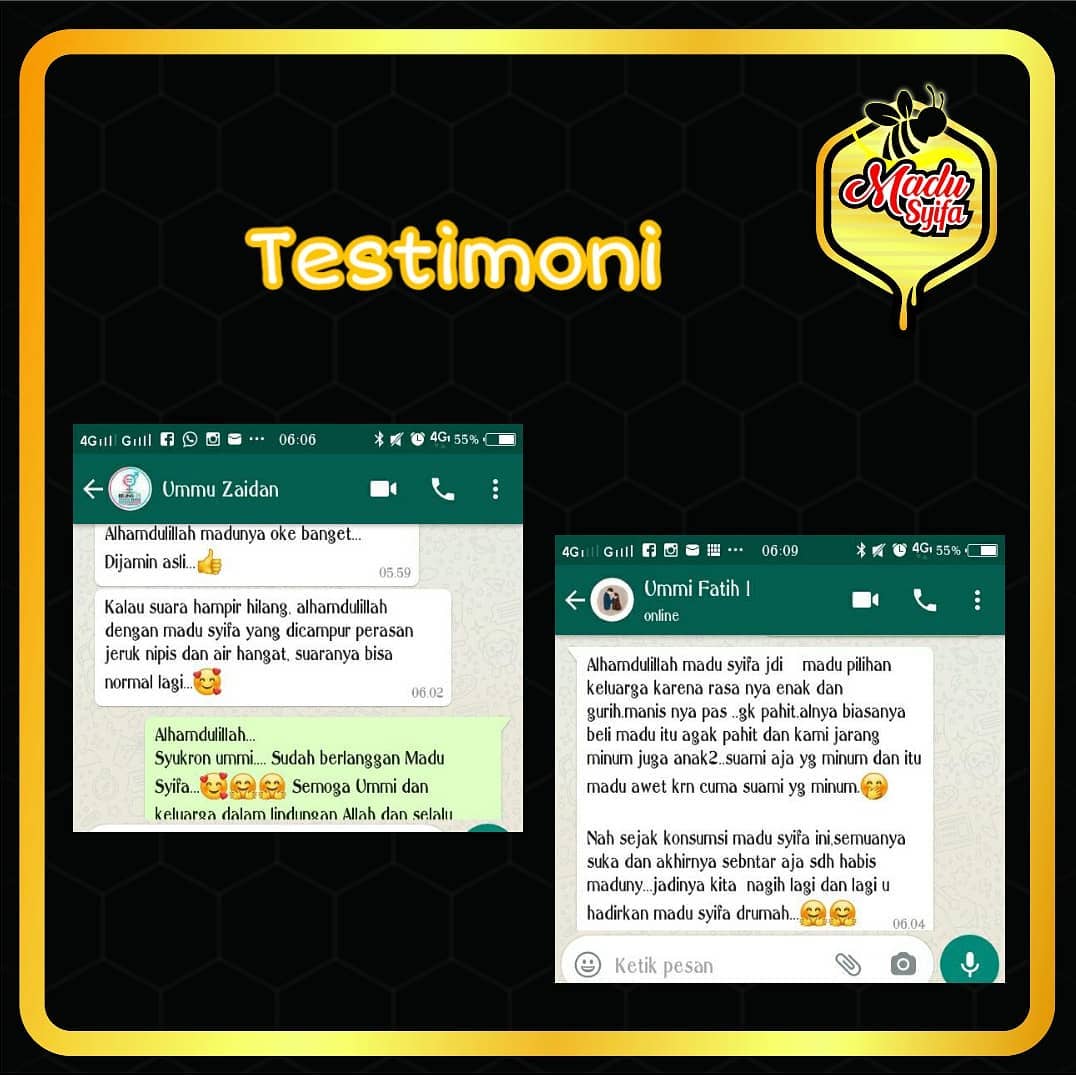 Madu
Syifa
Testimoni
4G G 06:06 4G 55%
Ummu Zaidan
Alhamdulillah madunya oke banget...
Dijamin asli...👍
05.59
Kalau suara hampir hilang, alhamdulillah
dengan madu syifa yang dicampur perasan
jeruk nipis dan air hangat, suaranya bisa
normal lagi...🥰
06.02
Alhamdulillah...
Syukron ummi.... Sudah berlanggan Madu
Syifa...🥰🤗🤗 Semoga Ummi dan
keluarga dalam lindungan Allah dan selalu
4G G 06:09 4G 55%
Ummi Fatih 1
online
Alhamdulillah madu syifa jdi madu pilihan
keluarga karena rasa nya enak dan
gurih,manis nya pas ..gk pahit.alnya biasanya
beli madu itu agak pahit dan kami jarang
minum juga anak2..suami aja yg minum dan itu
madu awet krn cuma suami yg minum.🤭
Nah sejak konsumsi madu syifa ini,semuanya
suka dan akhirnya sebntar aja sdh habis
maduny...jadinya kita nagih lagi dan lagi u
hadirkan madu syifa drumah...🤗🤗
06.04
Ketik pesan